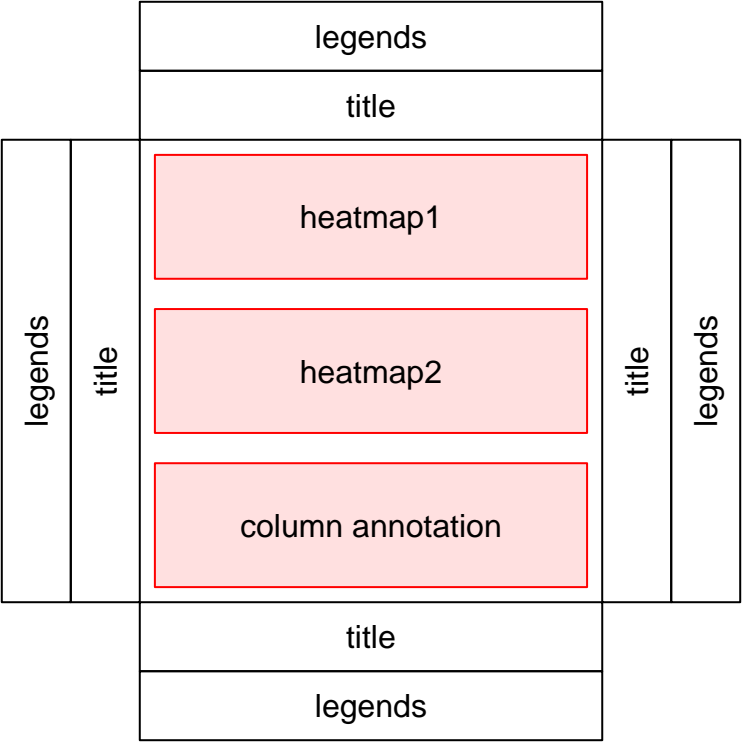 legends
title
heatmap1
legends
title
heatmap2
title
legends
column annotation
title
legends